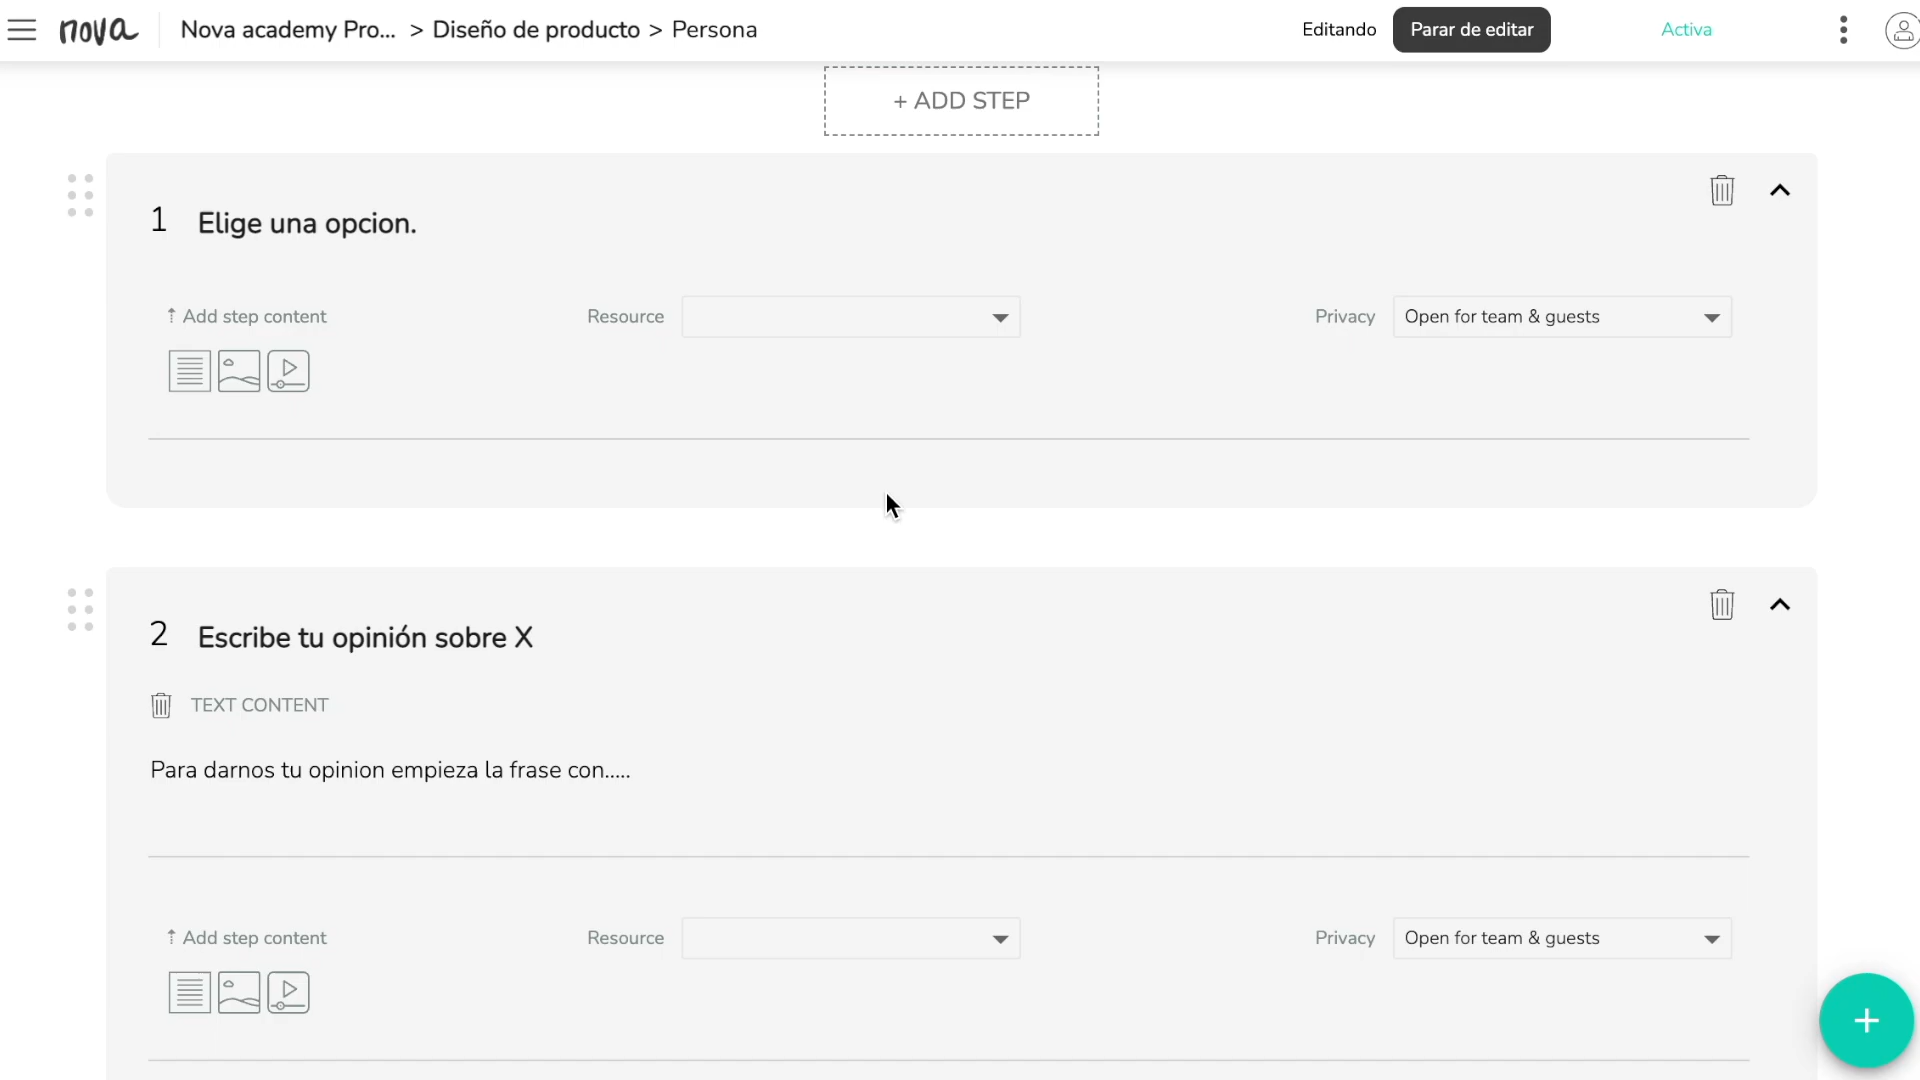 nova
Nova academy Pro... > Diseño de producto > Persona
Editando
Parar de editar
Activa
+ ADD STEP
1 Elige una opcion.
Add step content
Resource
Privacy
Open for team & guests
2 Escribe tu opinión sobre X
TEXT CONTENT
Para darnos tu opinion empieza la frase con.....
Add step content
Resource
Privacy
Open for team & guests
+